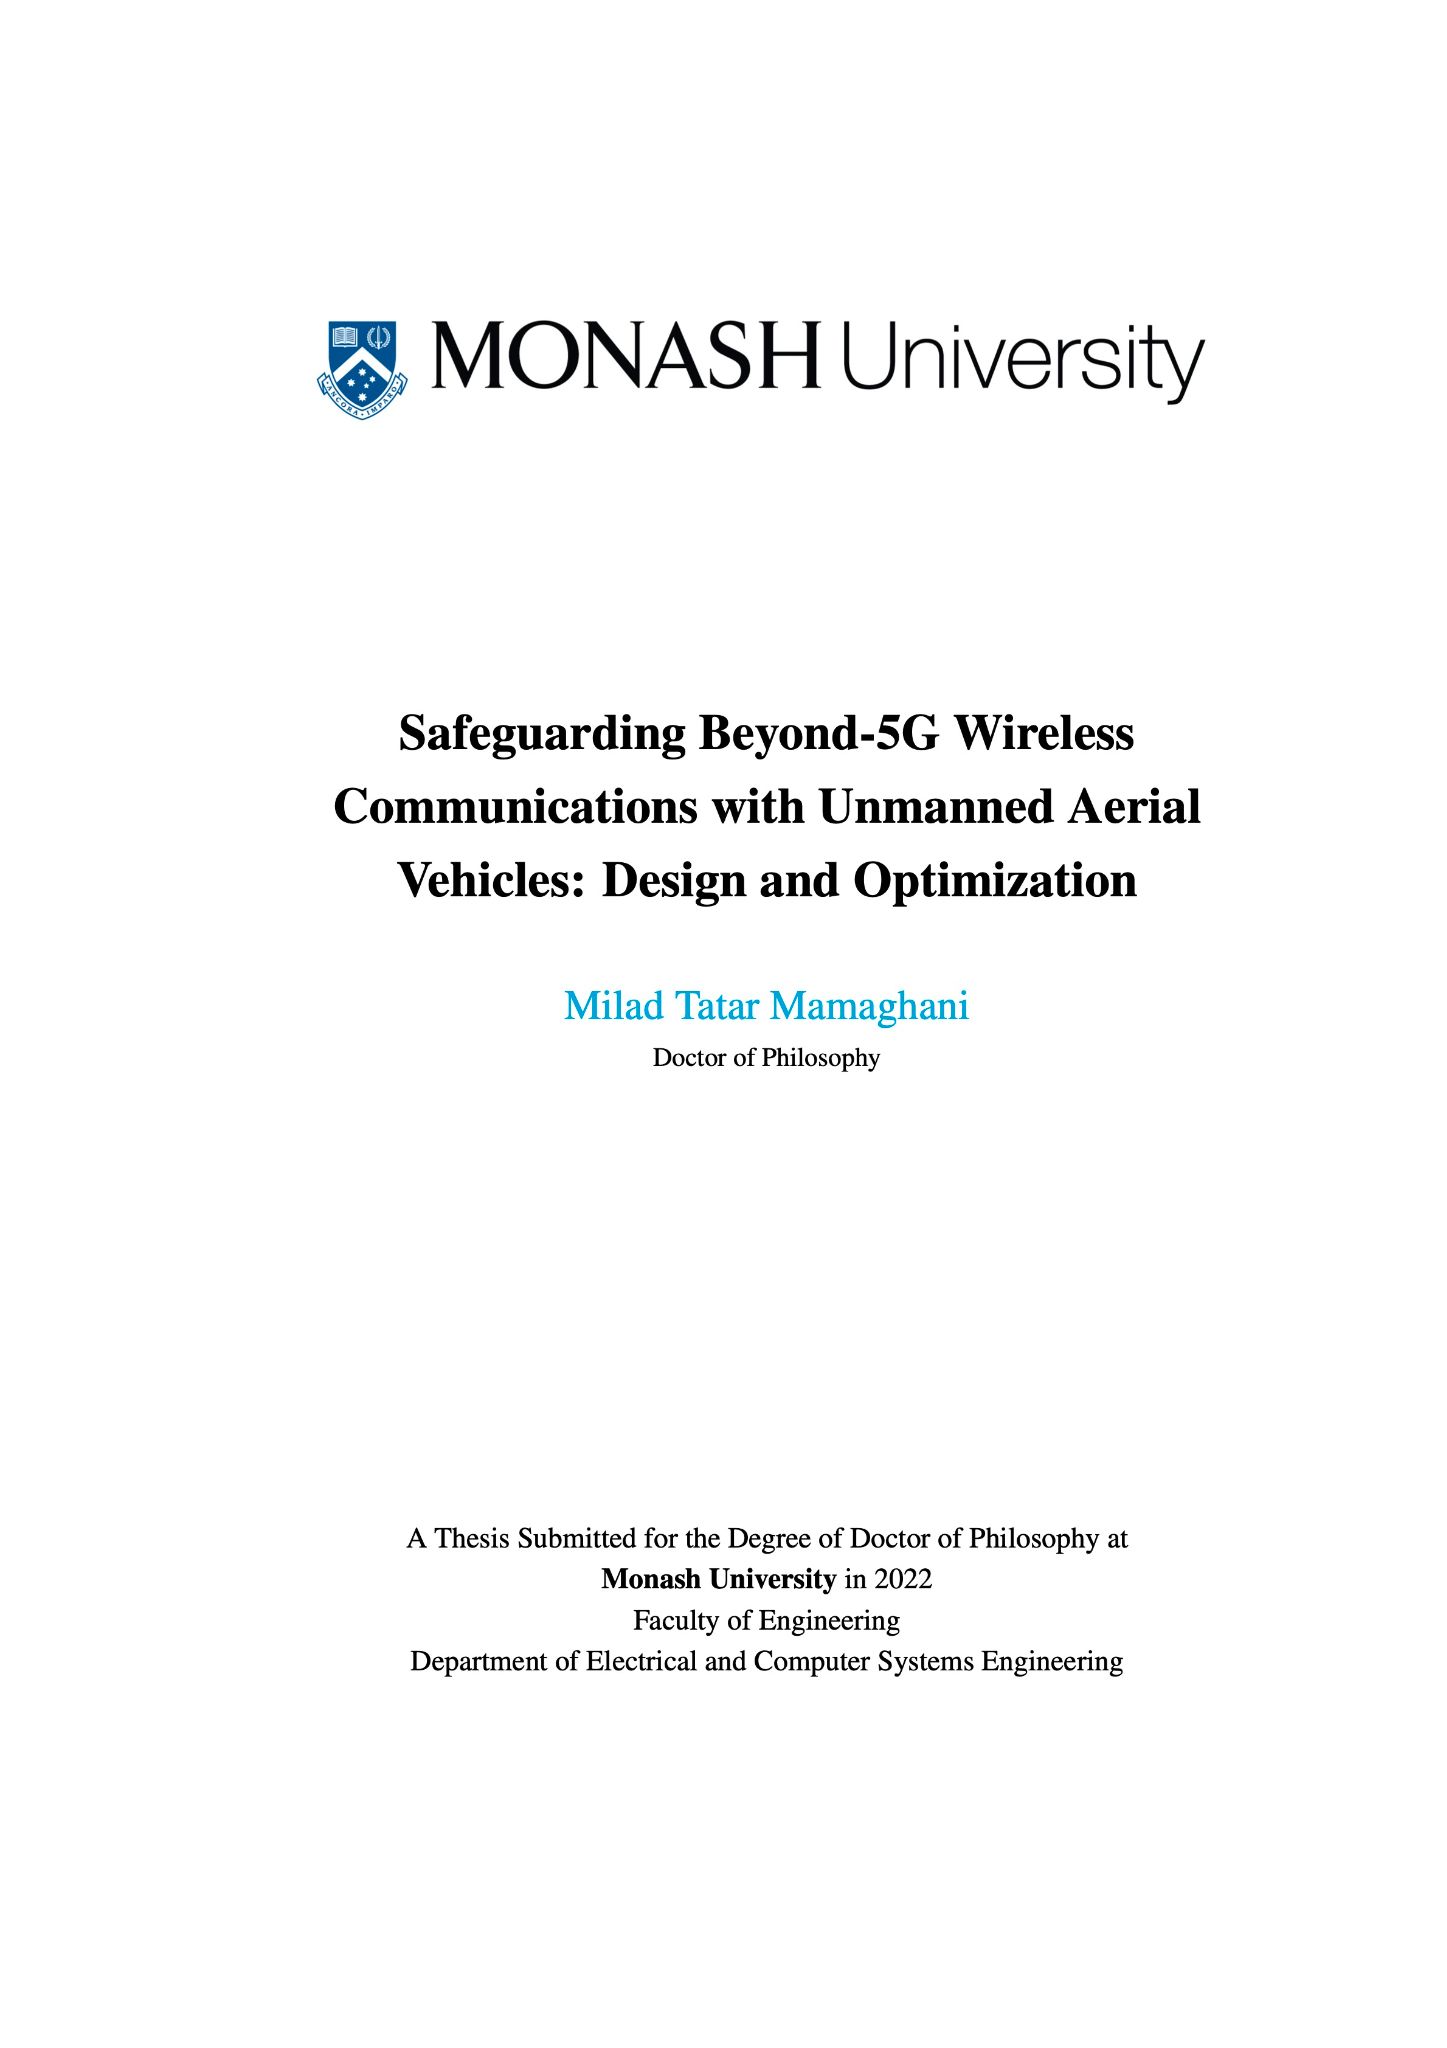 MONASH University
ANCORA IMPARO
Safeguarding Beyond-5G Wireless
Communications with Unmanned Aerial
Vehicles: Design and Optimization
Milad Tatar Mamaghani
Doctor of Philosophy
A Thesis Submitted for the Degree of Doctor of Philosophy at
Monash University in 2022
Faculty of Engineering
Department of Electrical and Computer Systems Engineering